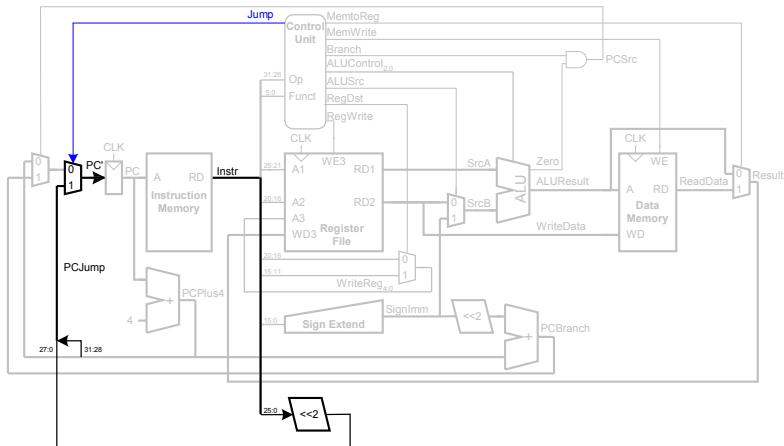 Jump
MemtoReg
Control
Unit
MemWrite
Branch
ALUControl2:0
PCSrc
31:26
Op
ALUSrc
5:0
Funct
RegDst
RegWrite
CLK
CLK
CLK
0
1
0
1
PC'
PC
A
RD
Instruction
Memory
Instr
25:21
A1
WE3
RD1
SrcA
Zero
WE
0
1
Result
20:16
A2
RD2
0
1
SrcB
ALU
ALUResult
A
RD
ReadData
Data
Memory
A3
WD3
Register
File
WriteData
WD
20:16
0
15:11
1
WriteReg4:0
PCJump
PCPlus4
+
4
SignImm
15:0
Sign Extend
<<2
+
PCBranch
27:0
31:28
25:0
<<2